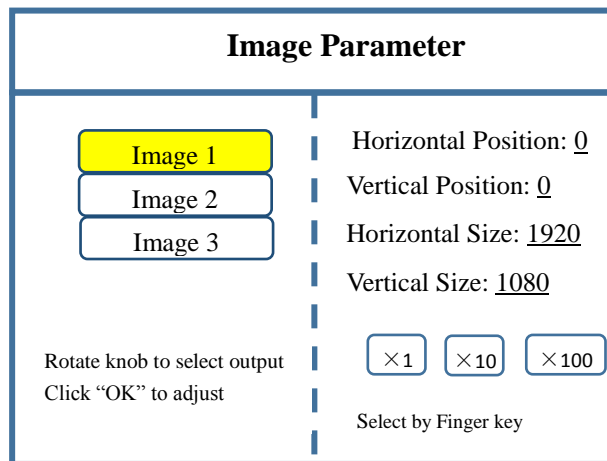 Image Parameter
Image 1
Image 2
Image 3
Rotate knob to select output
Click “OK” to adjust
Horizontal Position: 0
Vertical Position: 0
Horizontal Size: 1920
Vertical Size: 1080
×1 ×10 ×100
Select by Finger key